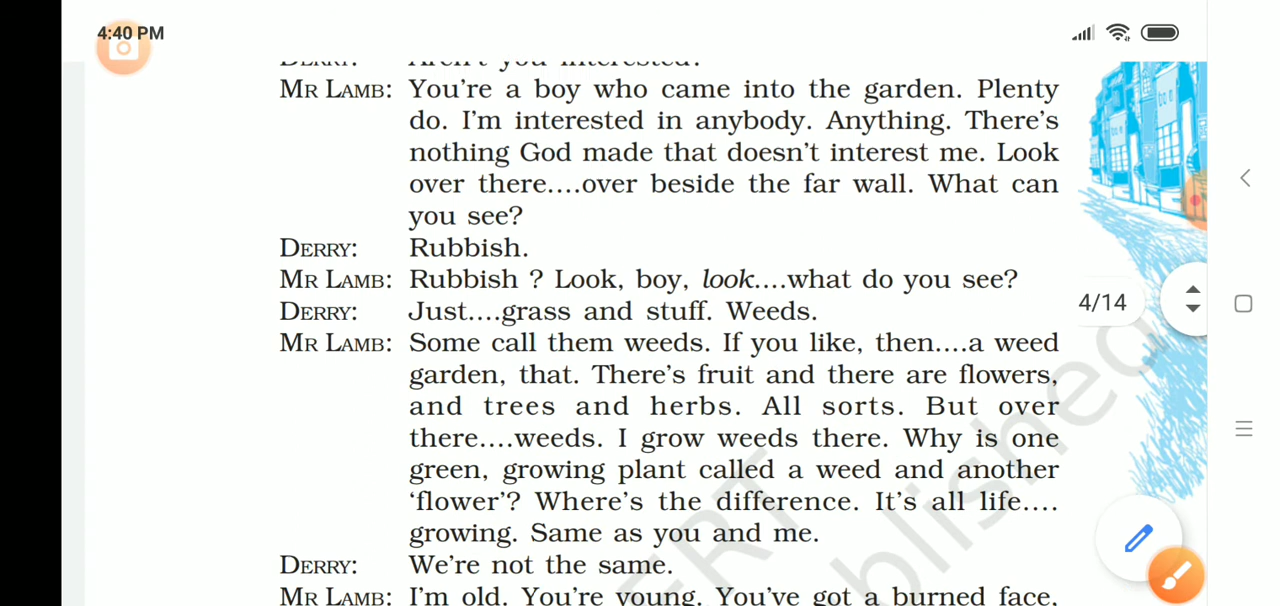 4:40 PM
DERRY: Aren't you interested?
MR LAMB: You're a boy who came into the garden. Plenty
do. I'm interested in anybody. Anything. There's
nothing God made that doesn't interest me. Look
over there....over beside the far wall. What can
you see?
DERRY: Rubbish.
MR LAMB: Rubbish ? Look, boy, look....what do you see?
4/14
DERRY: Just....grass and stuff. Weeds.
MR LAMB: Some call them weeds. If you like, then....a weed
garden, that. There's fruit and there are flowers,
and trees and herbs. All sorts. But over
there....weeds. I grow weeds there. Why is one
green, growing plant called a weed and another
'flower'? Where's the difference. It's all life....
growing. Same as you and me.
DERRY: We're not the same.
MR LAMB: I'm old. You're young. You've got a burned face,